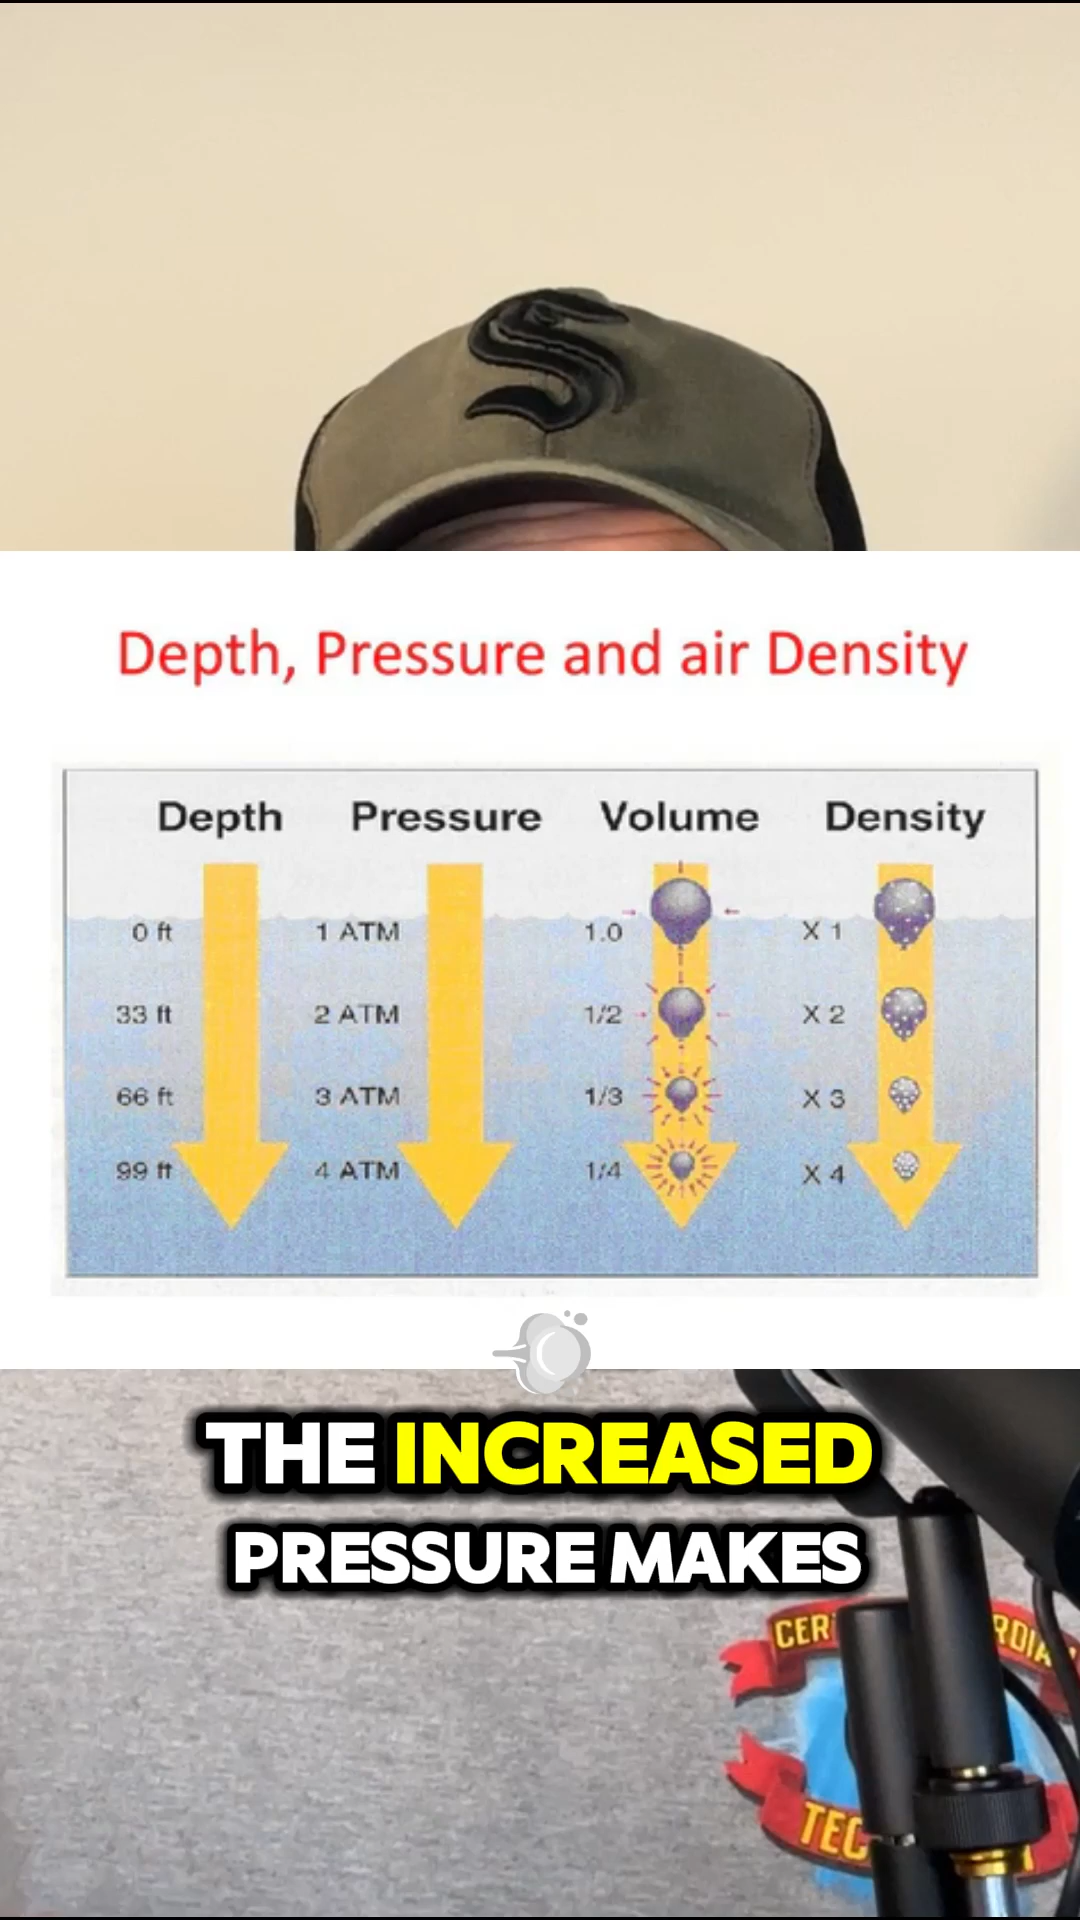 S
Depth, Pressure and air Density
Depth Pressure Volume Density
0 ft 1 ATM 1.0 X 1
33 ft 2 ATM 1/2 X 2
66 ft 3 ATM 1/3 X 3
99 ft 4 ATM 1/4 X 4
THE INCREASED
PRESSURE MAKES